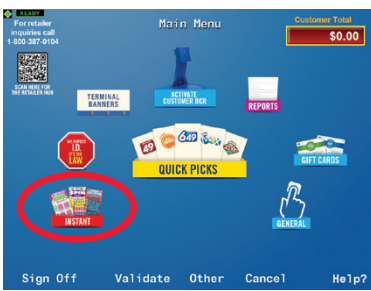 READY
For retailer
inquiries call
1-800-387-0104
Main Menu
Customer Total
$0.00
SCAN HERE FOR
THE RETAILER HUB
TERMINAL
BANNERS
ACTIVATE
CUSTOMER BCR
REPORTS
WE EXPECT
I.D.
IT'S THE
LAW
49
649
QUICK PICKS
GIFT CARDS
INSTANT
GENERAL
Sign Off
Validate
Other
Cancel
Help?